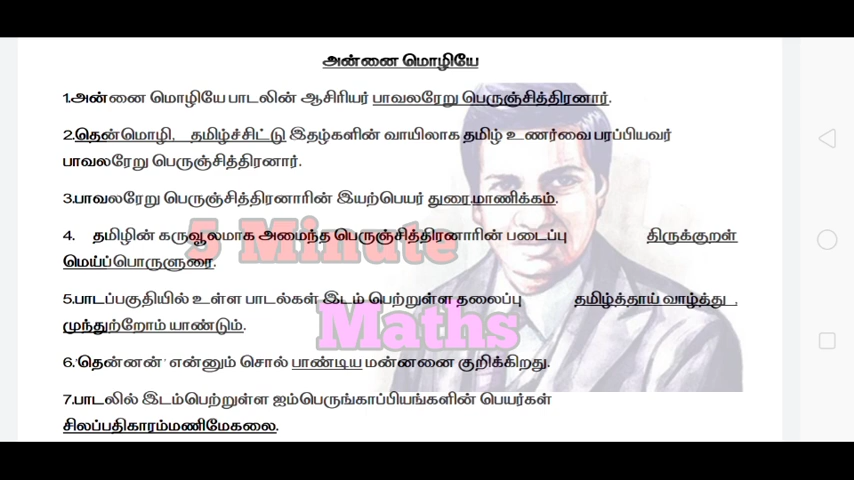 அன்னை மொழியே
1.அன்னை மொழியே பாடலின் ஆசிரியர் பாவலரேறு பெருஞ்சித்திரனார்.
2.தென்மொழி, தமிழ்ச்சிட்டு இதழ்களின் வாயிலாக தமிழ் உணர்வை பரப்பியவர்
பாவலரேறு பெருஞ்சித்திரனார்.
3.பாவலரேறு பெருஞ்சித்திரனாரின் இயற்பெயர் துரை.மாணிக்கம்.
4. தமிழின் கருவூலமாக அமைந்த பெருஞ்சித்திரனாரின் படைப்பு திருக்குறள்
மெய்ப்பொருளுரை.
5 Minute
5.பாடப்பகுதியில் உள்ள பாடல்கள் இடம் பெற்றுள்ள தலைப்பு தமிழ்த்தாய் வாழ்த்து ,
முந்துற்றோம் யாண்டும்.
Maths
6.'தென்னன்' என்னும் சொல் பாண்டிய மன்னனை குறிக்கிறது.
7.பாடலில் இடம்பெற்றுள்ள ஐம்பெருங்காப்பியங்களின் பெயர்கள்
சிலப்பதிகாரம்மணிமேகலை.